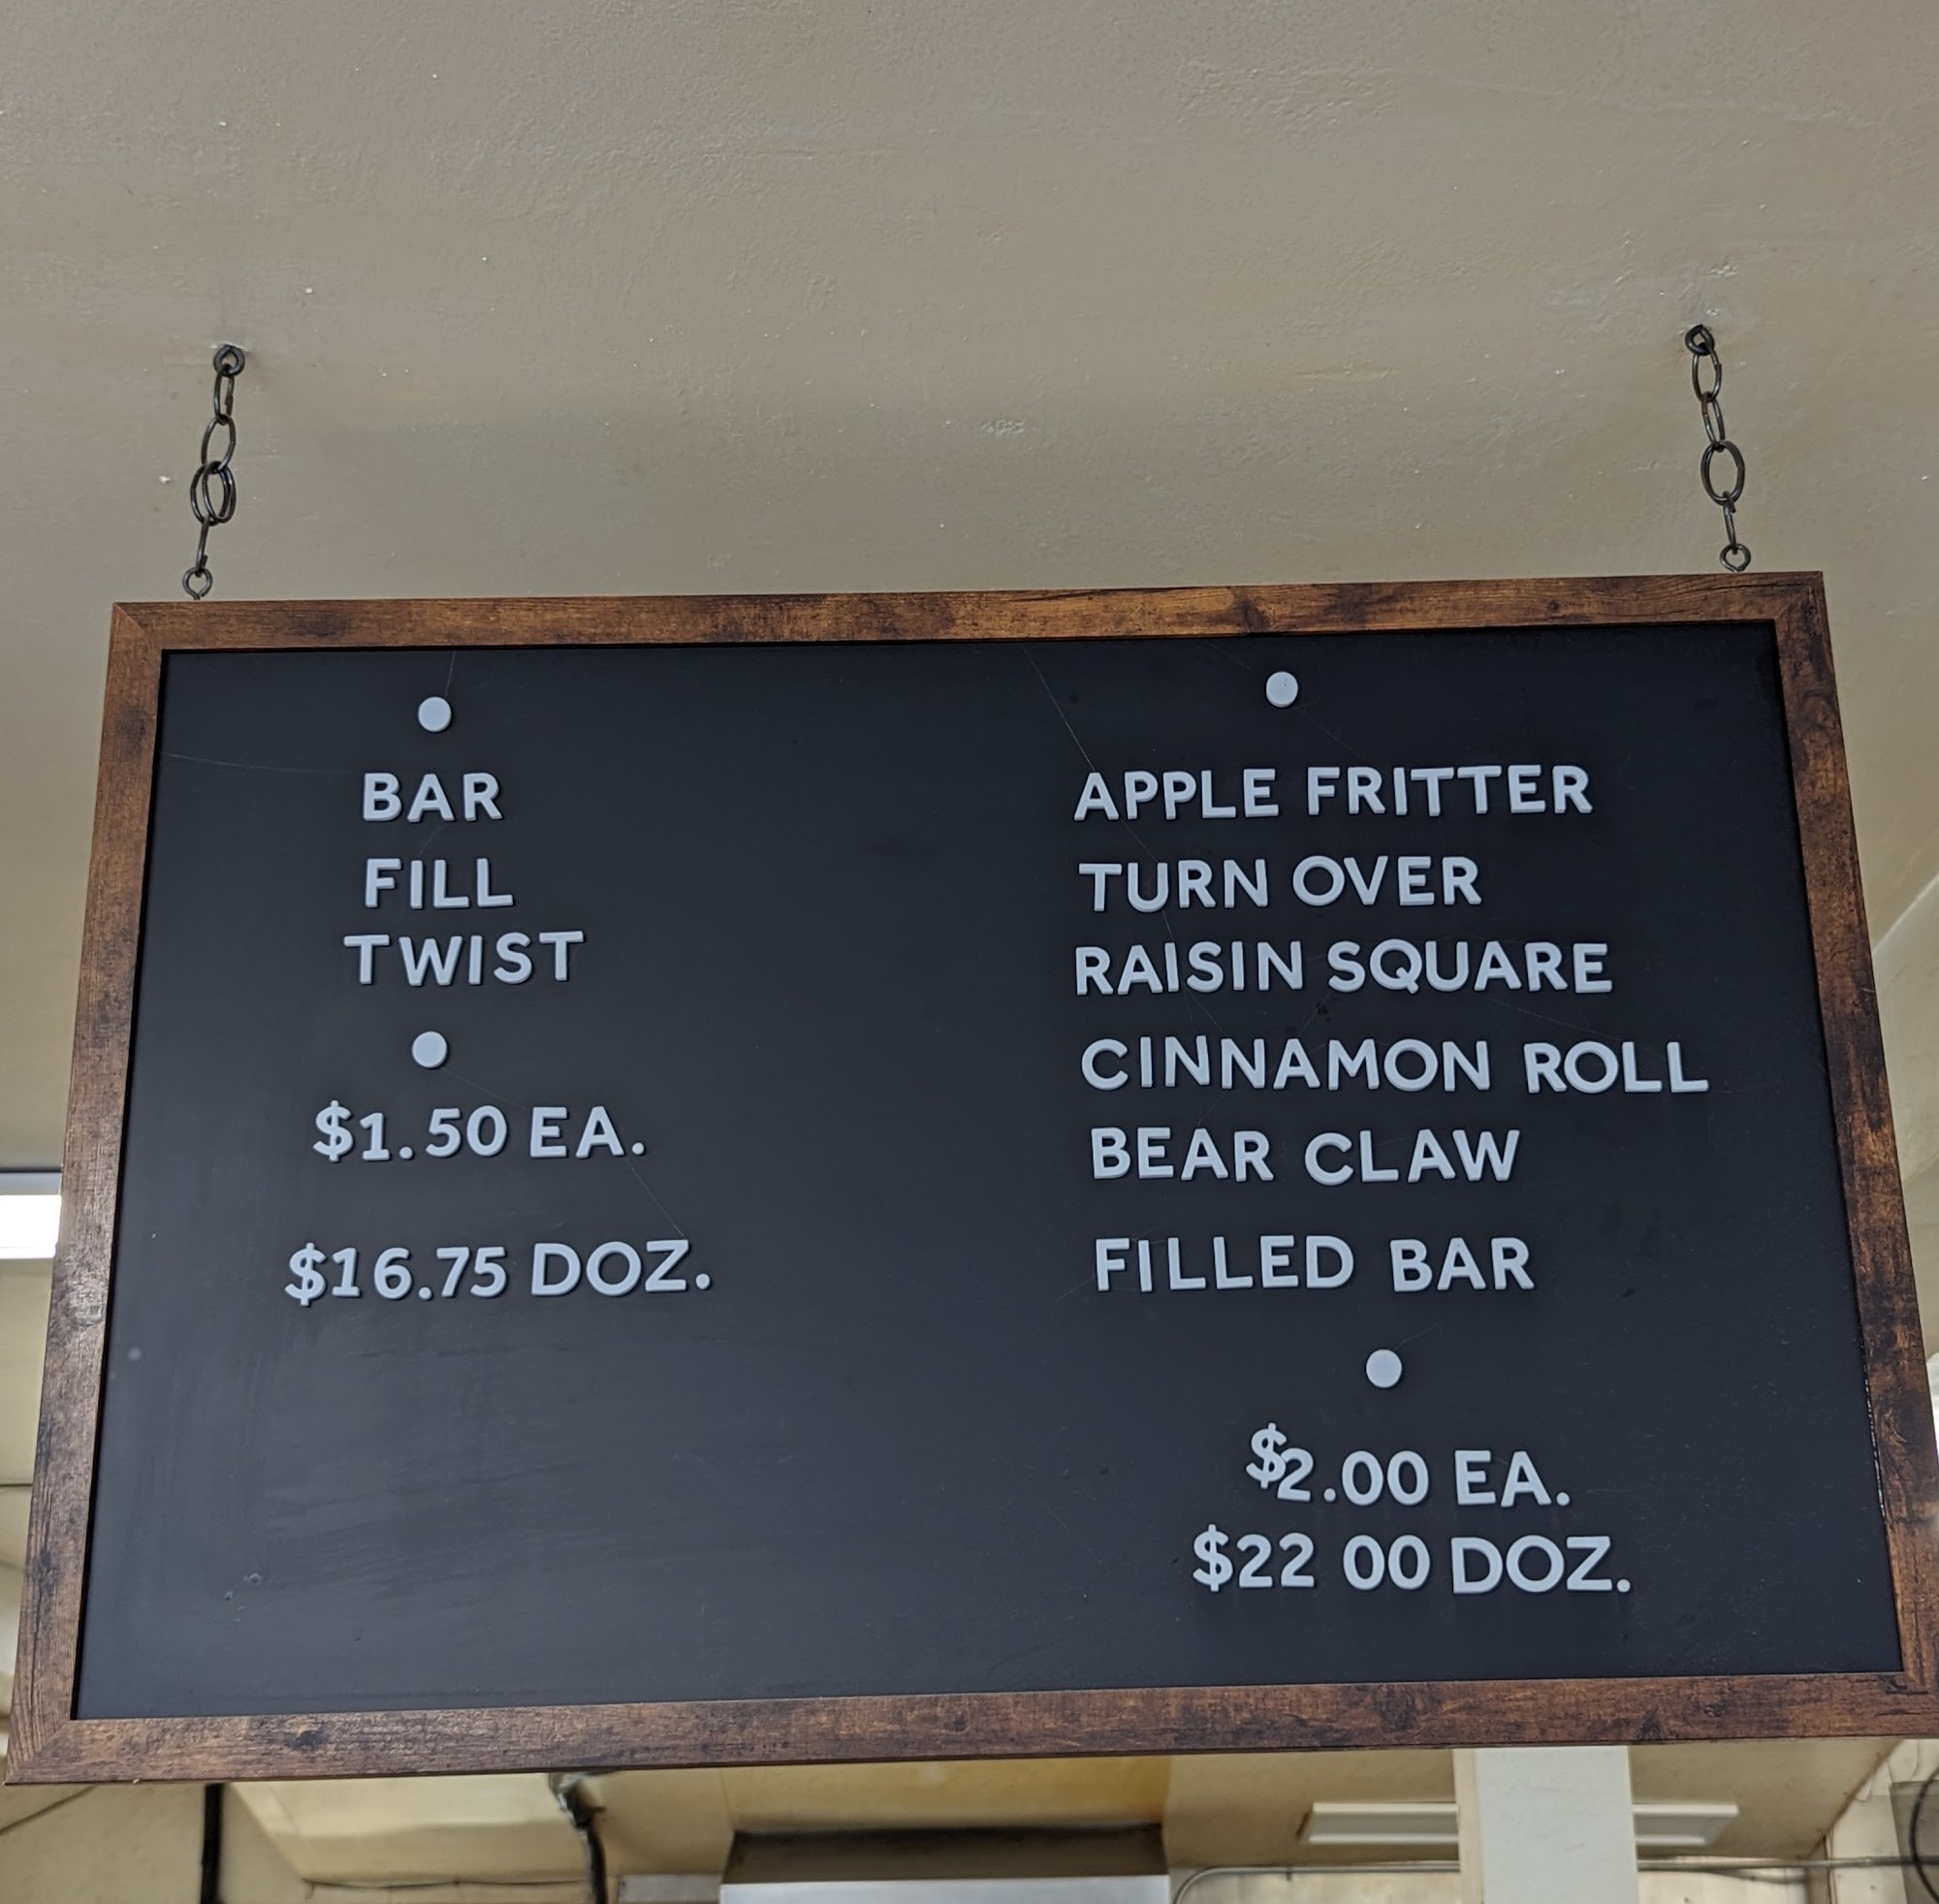 BAR
FILL
TWIST
$1.50 EA.
$16.75 DOZ.
APPLE FRITTER
TURN OVER
RAISIN SQUARE
CINNAMON ROLL
BEAR CLAW
FILLED BAR
$2.00 EA.
$22 00 DOZ.